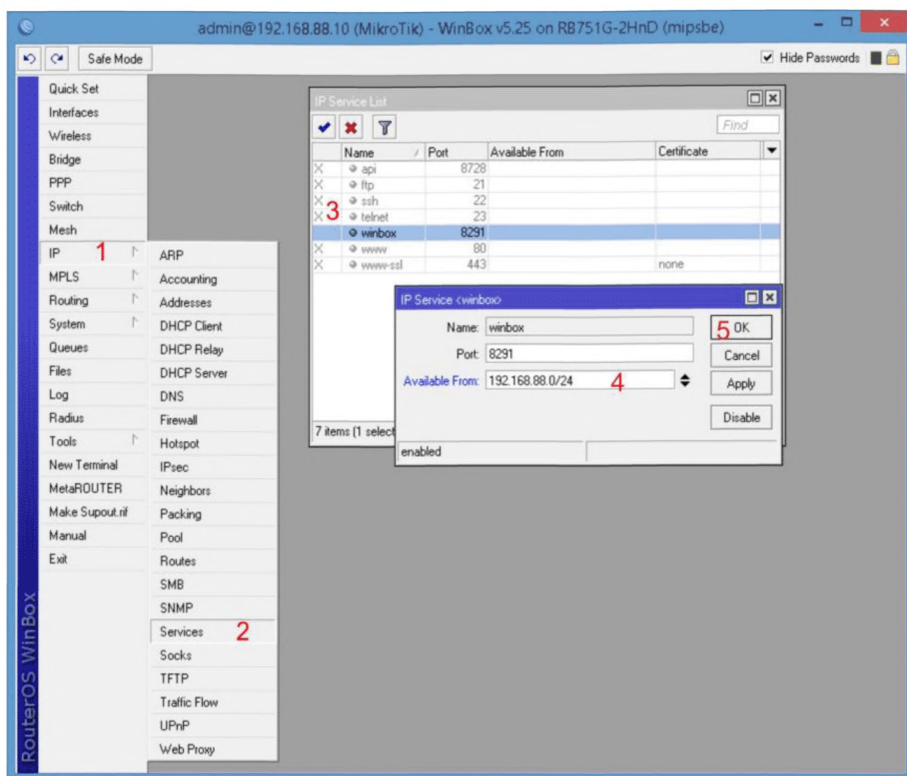 admin@192.168.88.10 (MikroTik) - WinBox v5.25 on RB751G-2HnD (mipsbe)
Safe Mode
Hide Passwords
Quick Set
Interfaces
Wireless
Bridge
PPP
Switch
Mesh
IP 1
MPLS
Routing
System
Queues
Files
Log
Radius
Tools
New Terminal
MetaROUTER
Make Supout.rif
Manual
Exit
RouterOS WinBox
ARP
Accounting
Addresses
DHCP Client
DHCP Relay
DHCP Server
DNS
Firewall
Hotspot
IPsec
Neighbors
Packing
Pool
Routes
SMB
SNMP
Services 2
Socks
TFTP
Traffic Flow
UPnP
Web Proxy
IP Service List
Find
Name / Port Available From Certificate
X api 8728
X ftp 21
X ssh 22
3
X telnet 23
winbox 8291
X www 80
X www-ssl 443 none
7 items (1 select
IP Service <winbox>
Name: winbox
5 OK
Port: 8291
Cancel
Available From: 192.168.88.0/24 4
Apply
Disable
enabled